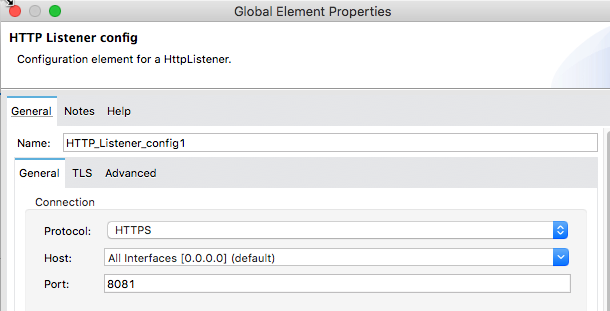 Global Element Properties
HTTP Listener config
Configuration element for a HttpListener.
General Notes Help
Name: HTTP_Listener_config1
General TLS Advanced
Connection
Protocol: HTTPS
Host: All Interfaces [0.0.0.0] (default)
Port: 8081